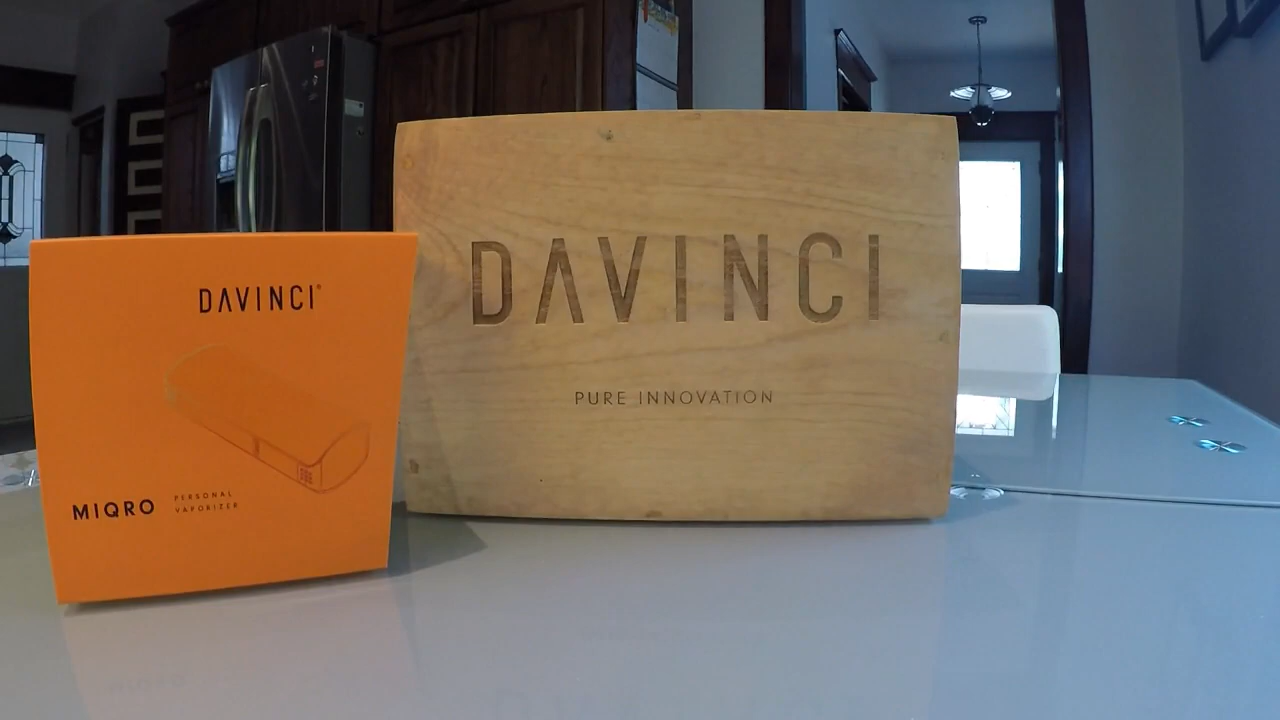 DAVINCI®
MIQRO
PERSONAL
VAPORIZER
DAVINCI
PURE INNOVATION